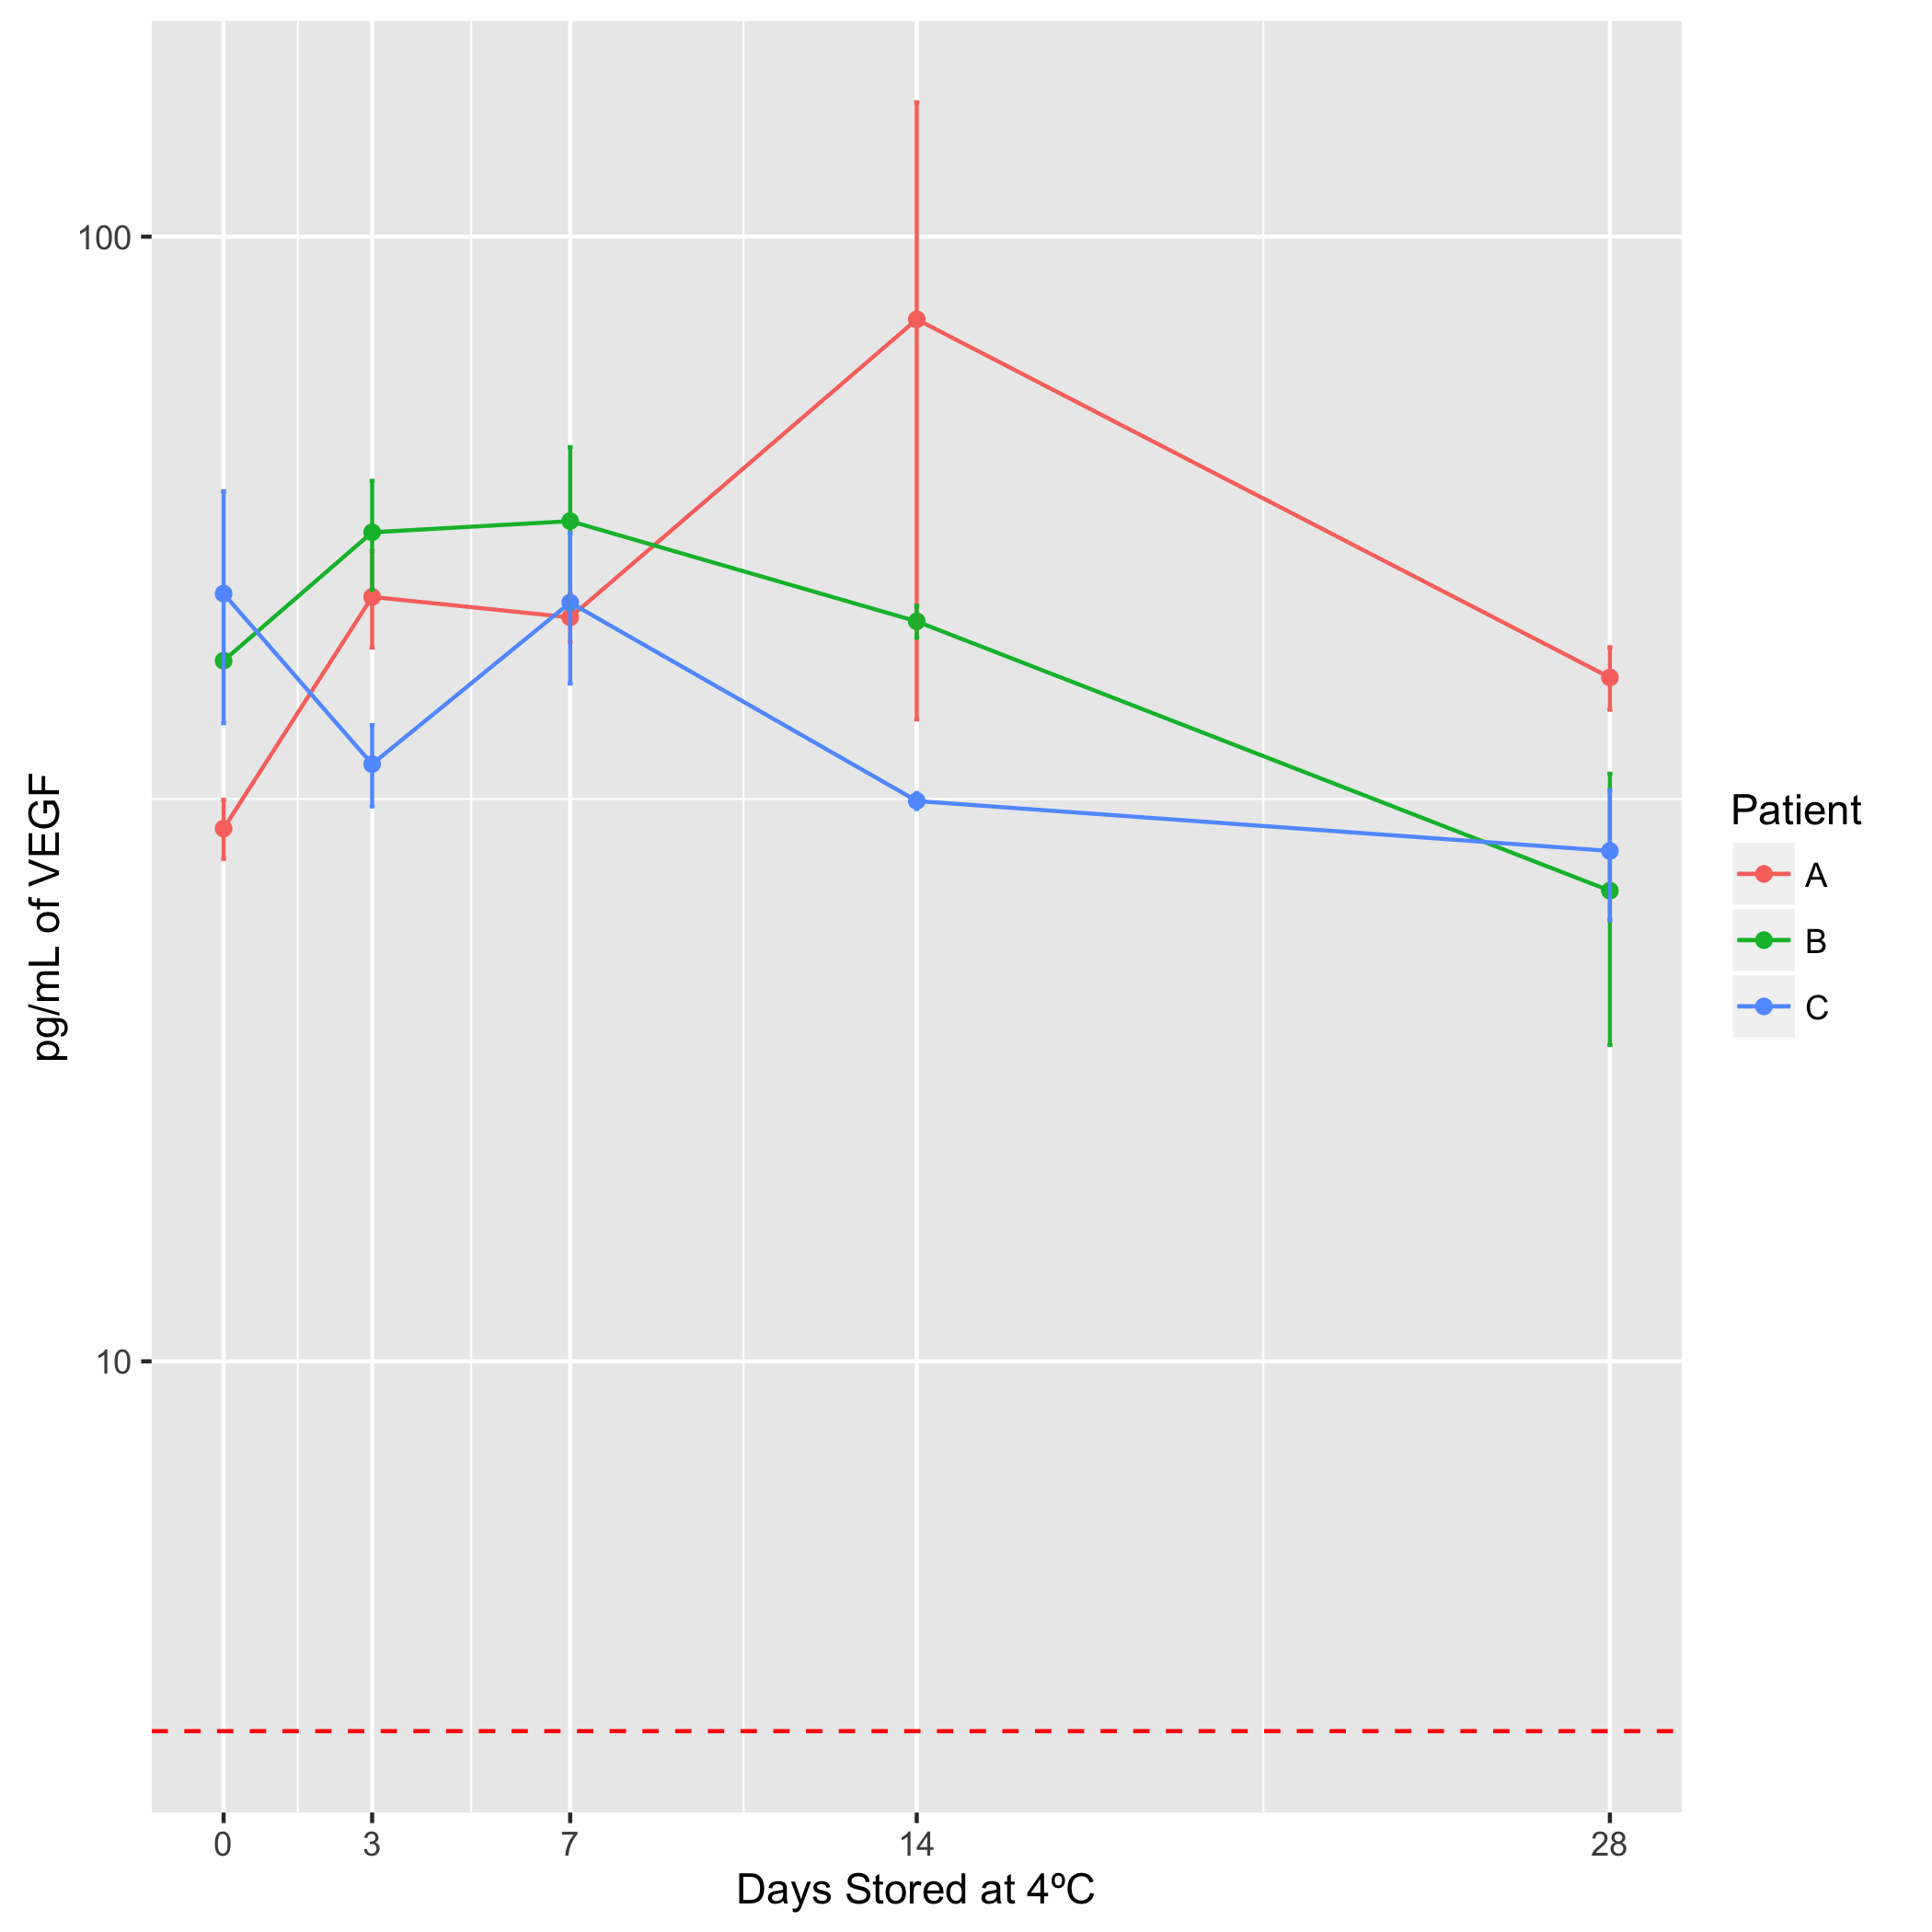 100
10
pg/mL of VEGF
0 3 7 14 28
Days Stored at 4ºC
Patient
A
B
C